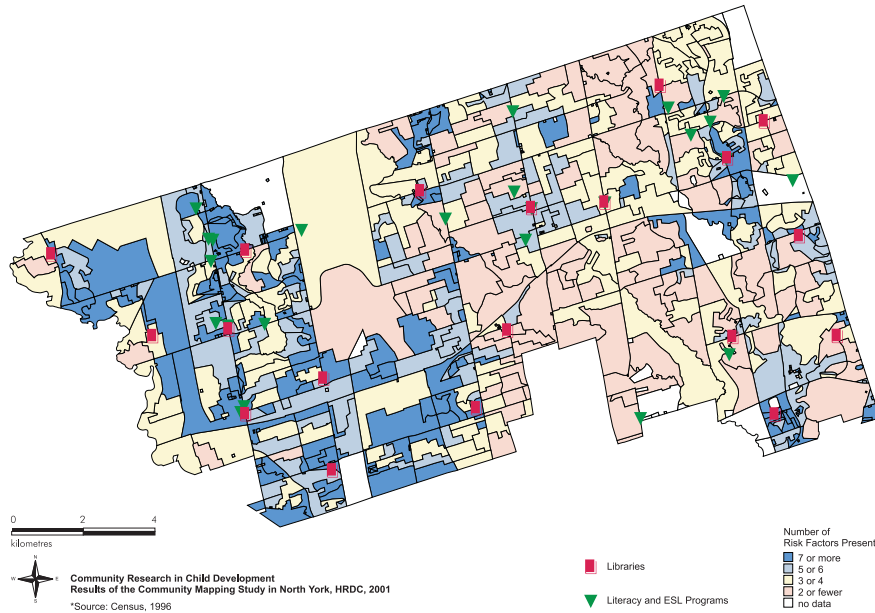 0 2 4
kilometres
N
W E
S
Community Research in Child Development
Results of the Community Mapping Study in North York, HRDC, 2001
*Source: Census, 1996
Libraries
Literacy and ESL Programs
Number of
Risk Factors Present
7 or more
5 or 6
3 or 4
2 or fewer
no data